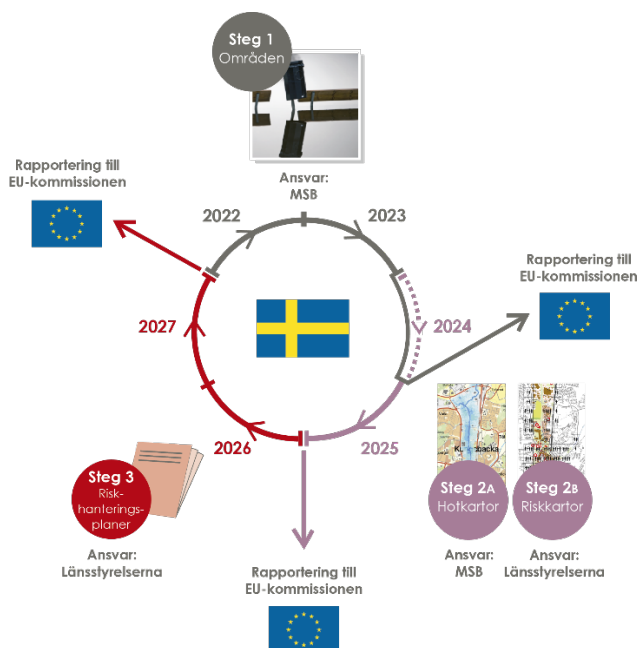 Steg 1
Områden
Ansvar:
MSB
Rapportering till
EU-kommissionen
2022
2023
Rapportering till
EU-kommissionen
2027
2024
2026
2025
Steg 3
Risk-
hanterings-
planer
Ansvar:
Länsstyrelserna
Steg 2A
Hotkartor
Ansvar:
MSB
Steg 2B
Riskkartor
Ansvar:
Länsstyrelserna
Rapportering till
EU-kommissionen